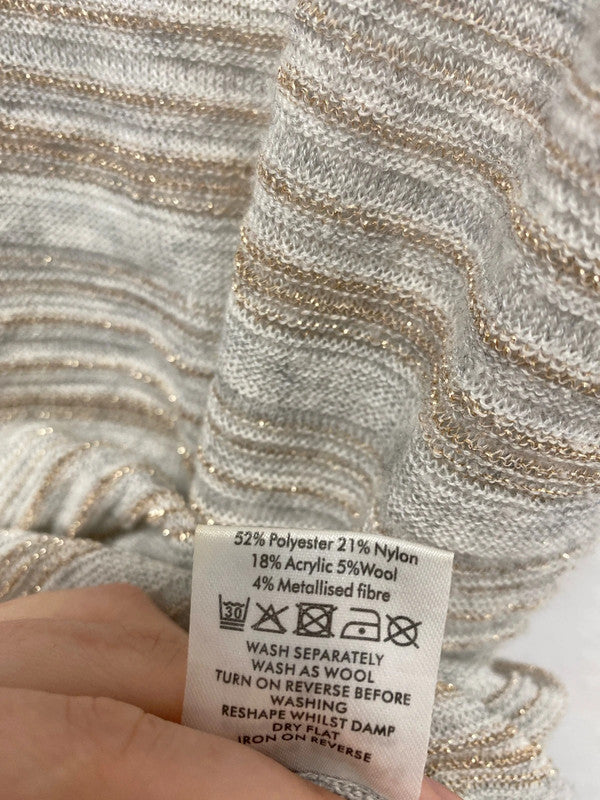 52% Polyester 21% Nylon
18% Acrylic 5%Wool
4% Metallised fibre
30
WASH SEPARATELY
WASH AS WOOL
TURN ON REVERSE BEFORE
WASHING
RESHAPE WHILST DAMP
DRY FLAT
IRON ON REVERSE